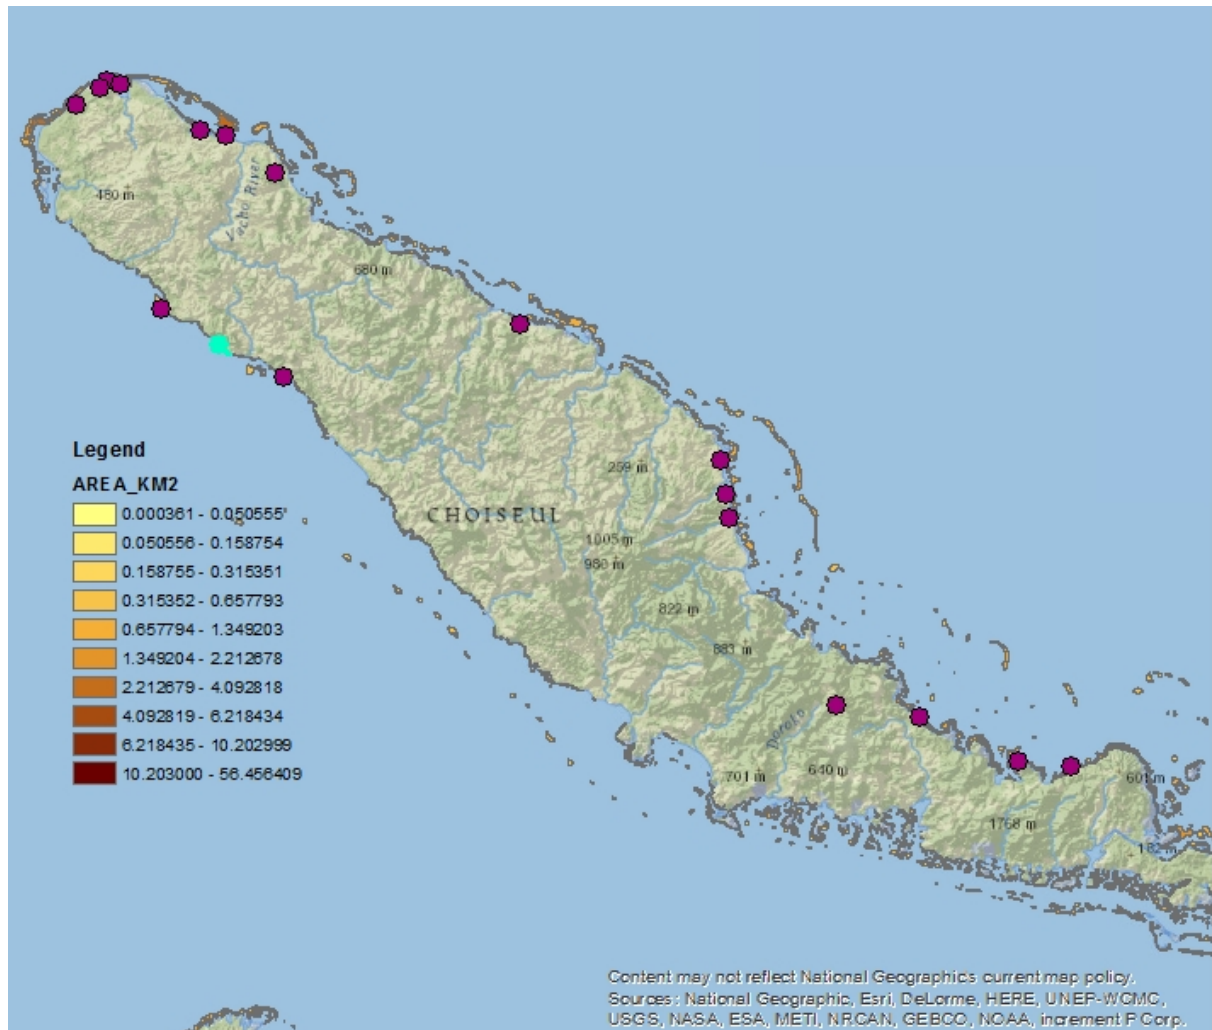 480 m
Vacho River
680 m
Legend
AREA_KM2
0.000361 - 0.050555
0.050556 - 0.158754
0.158755 - 0.315351
0.315352 - 0.657793
0.657794 - 1.349203
1.349204 - 2.212678
2.212679 - 4.092818
4.092819 - 6.218434
6.218435 - 10.202999
10.203000 - 56.456409
259 m
CHOISEUL
1005 m
980 m
822 m
883 m
701 m
640 m
601 m
1768 m
Content may not reflect National Geographic's current map policy.
Sources: National Geographic, Esri, DeLorme, HERE, UNEP-WCMC,
USGS, NASA, ESA, METI, NRCAN, GEBCO, NOAA, increment P Corp.